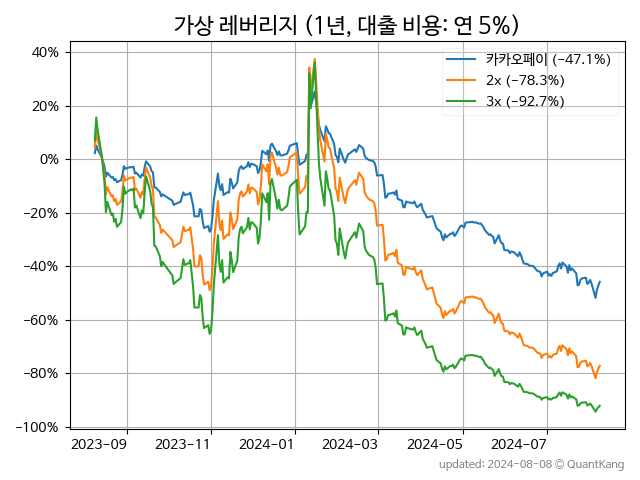 가상 레버리지 (1년, 대출 비용: 연 5%)
40%
20%
0%
−20%
−40%
−60%
−80%
−100%
카카오페이 (−47.1%)
2x (−78.3%)
3x (−92.7%)
2023-09 2023-11 2024-01 2024-03 2024-05 2024-07
updated: 2024-08-08 © QuantKang